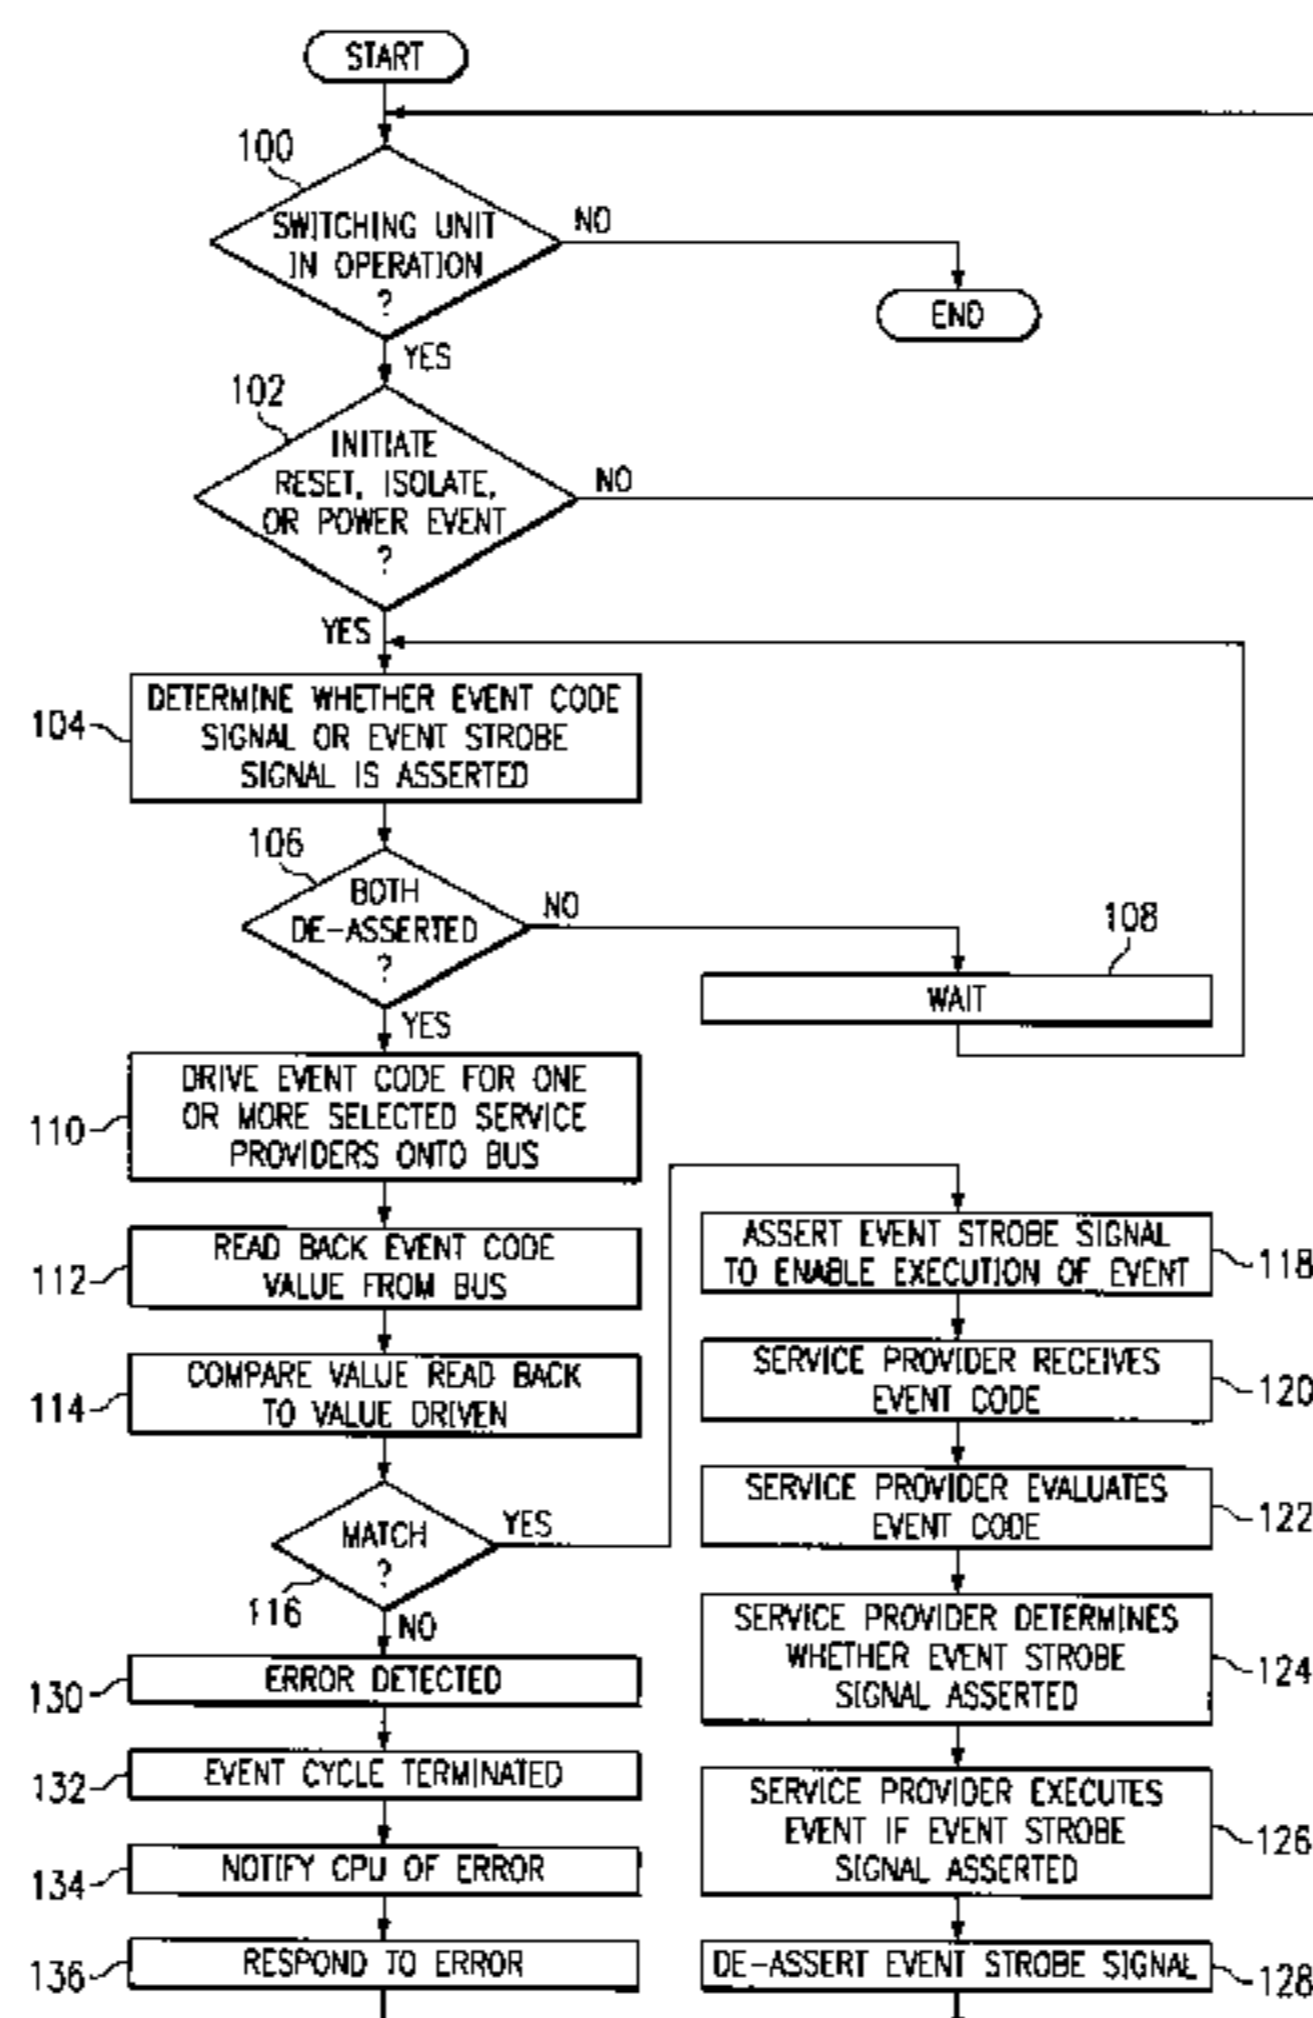 START
100
SWITCHING UNIT
IN OPERATION
?
NO
END
YES
102
INITIATE
RESET, ISOLATE,
OR POWER EVENT
?
NO
YES
104
DETERMINE WHETHER EVENT CODE
SIGNAL OR EVENT STROBE
SIGNAL IS ASSERTED
106
BOTH
DE-ASSERTED
?
NO
108
WAIT
YES
110
DRIVE EVENT CODE FOR ONE
OR MORE SELECTED SERVICE
PROVIDERS ONTO BUS
112
READ BACK EVENT CODE
VALUE FROM BUS
114
COMPARE VALUE READ BACK
TO VALUE DRIVEN
MATCH
?
116
YES
NO
130
ERROR DETECTED
132
EVENT CYCLE TERMINATED
134
NOTIFY CPU OF ERROR
136
RESPOND TO ERROR
ASSERT EVENT STROBE SIGNAL
TO ENABLE EXECUTION OF EVENT
118
SERVICE PROVIDER RECEIVES
EVENT CODE
120
SERVICE PROVIDER EVALUATES
EVENT CODE
122
SERVICE PROVIDER DETERMINES
WHETHER EVENT STROBE
SIGNAL ASSERTED
124
SERVICE PROVIDER EXECUTES
EVENT IF EVENT STROBE
SIGNAL ASSERTED
126
DE-ASSERT EVENT STROBE SIGNAL
128